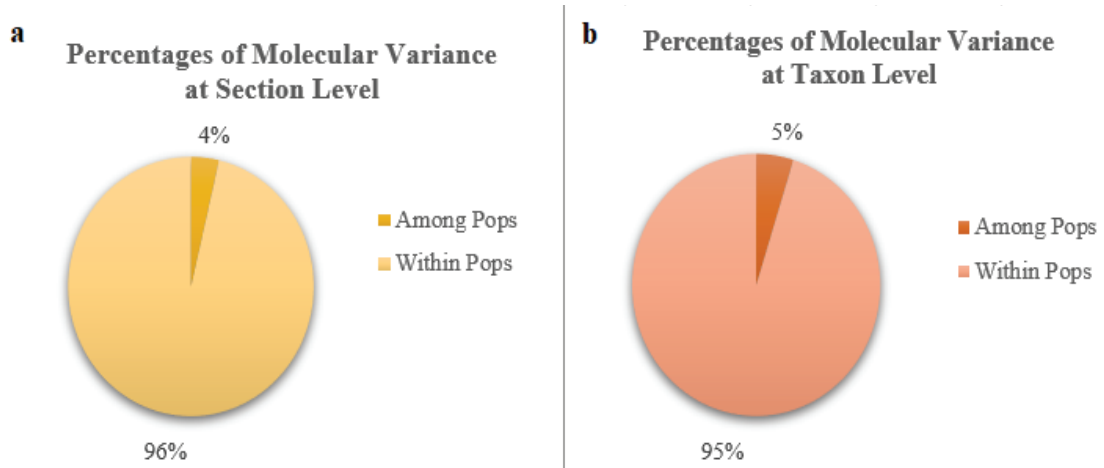 a
Percentages of Molecular Variance
at Section Level
4%
Among Pops
Within Pops
96%
b
Percentages of Molecular Variance
at Taxon Level
5%
Among Pops
Within Pops
95%